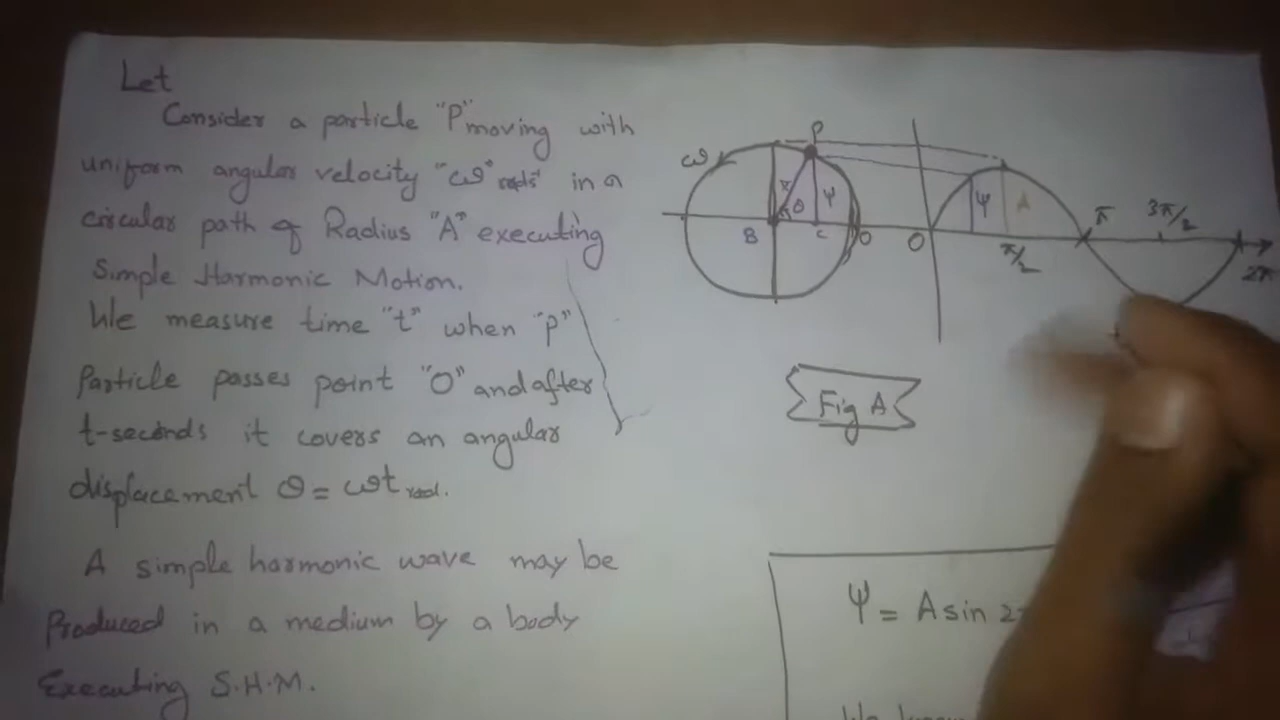 Let
Consider a particle "P" moving with
uniform angular velocity "ω" rads in a
circular path of Radius "A" executing
Simple Harmonic Motion.
We measure time "t" when "P"
Particle passes point "O" and after
t-seconds it covers an angular
displacement θ = ωt rad.
A simple harmonic wave may be
Produced in a medium by a body
Executing S.H.M.
P
ω
θ
ψ
B
C
O
O
ψ
A
π/2
π
3π/2
2π
Fig A
ψ = A sin 2
We